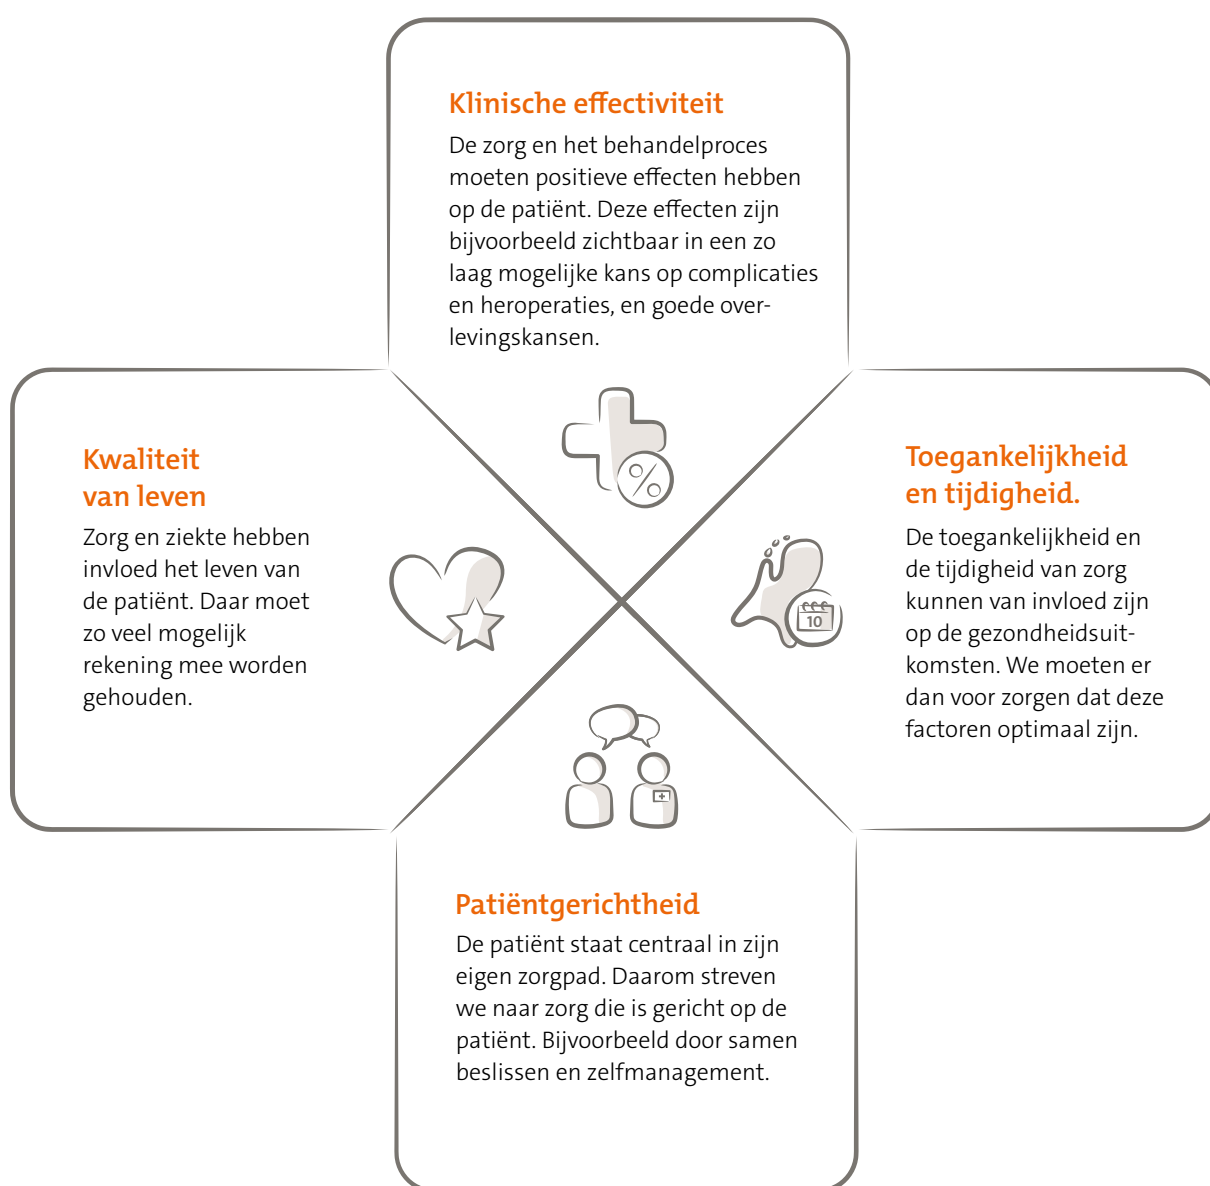 Klinische effectiviteit
De zorg en het behandelproces
moeten positieve effecten hebben
op de patiënt. Deze effecten zijn
bijvoorbeeld zichtbaar in een zo
laag mogelijke kans op complicaties
en heroperaties, en goede over-
levingskansen.
Kwaliteit
van leven
Zorg en ziekte hebben
invloed het leven van
de patiënt. Daar moet
zo veel mogelijk
rekening mee worden
gehouden.
Toegankelijkheid
en tijdigheid.
De toegankelijkheid en
de tijdigheid van zorg
kunnen van invloed zijn
op de gezondheidsuit-
komsten. We moeten er
dan voor zorgen dat deze
factoren optimaal zijn.
%
10
Patiëntgerichtheid
De patiënt staat centraal in zijn
eigen zorgpad. Daarom streven
we naar zorg die is gericht op de
patiënt. Bijvoorbeeld door samen
beslissen en zelfmanagement.